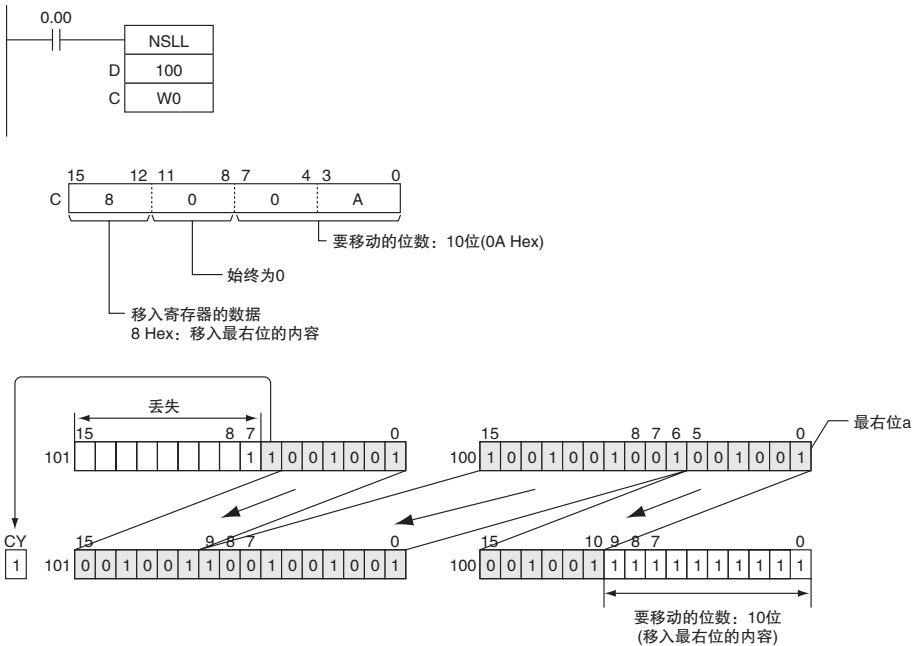 0.00
NSLL
D 100
C W0
15 12 11 8 7 4 3 0
C 8 0 0 A
要移动的位数：10位(0A Hex)
始终为0
移入寄存器的数据
8 Hex：移入最右位的内容
丢失
最右位a
15 8 7 0 15 8 7 6 5 0
101 1 1 0 0 1 0 0 1 100 1 0 0 1 0 0 1 0 0 1 0 0 1 0 0 1
CY 15 9 8 7 0 15 10 9 8 7 0
1 101 0 0 1 0 0 1 1 0 0 1 0 0 1 0 0 1 100 0 0 1 0 0 1 1 1 1 1 1 1 1 1 1 1
要移动的位数：10位
(移入最右位的内容)